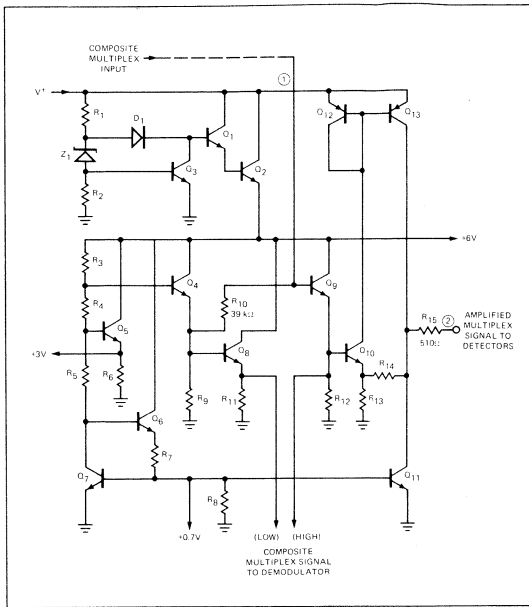 COMPOSITE
MULTIPLEX
INPUT
1
V+
R1
D1
Q1
Q12
Q13
Z1
Q3
Q2
R2
+6V
R3
Q4
R10
39 kΩ
Q9
R4
Q5
Q8
Q10
R15
510Ω
2
AMPLIFIED
MULTIPLEX
SIGNAL TO
DETECTORS
+3V
R5
R6
R9
R11
R12
R13
R14
Q6
R7
Q7
R8
Q11
+0.7V
(LOW)
(HIGH)
COMPOSITE
MULTIPLEX SIGNAL
TO DEMODULATOR